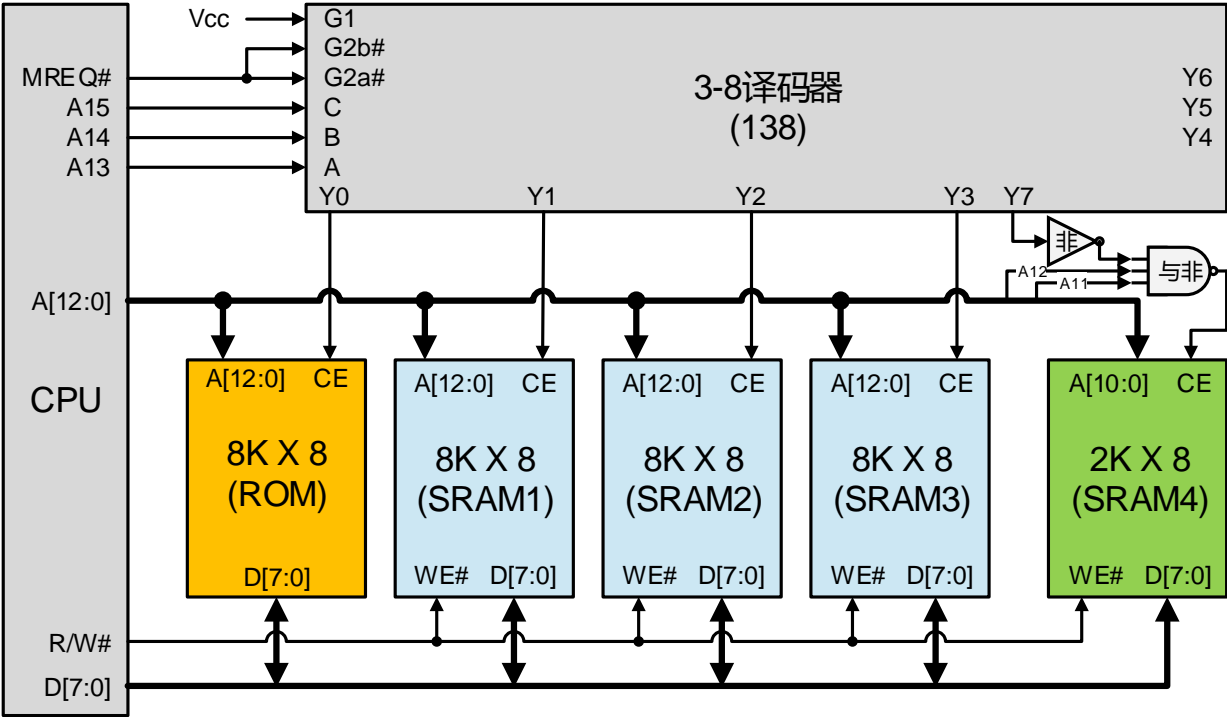 Vcc
G1
G2b#
MREQ#
G2a#
A15
C
A14
B
A13
A
3-8译码器
(138)
Y6
Y5
Y4
Y0
Y1
Y2
Y3
Y7
非
与非
A12
A11
A[12:0]
CPU
A[12:0] CE
8K X 8
(ROM)
D[7:0]
A[12:0] CE
8K X 8
(SRAM1)
WE# D[7:0]
A[12:0] CE
8K X 8
(SRAM2)
WE# D[7:0]
A[12:0] CE
8K X 8
(SRAM3)
WE# D[7:0]
A[10:0] CE
2K X 8
(SRAM4)
WE# D[7:0]
R/W#
D[7:0]